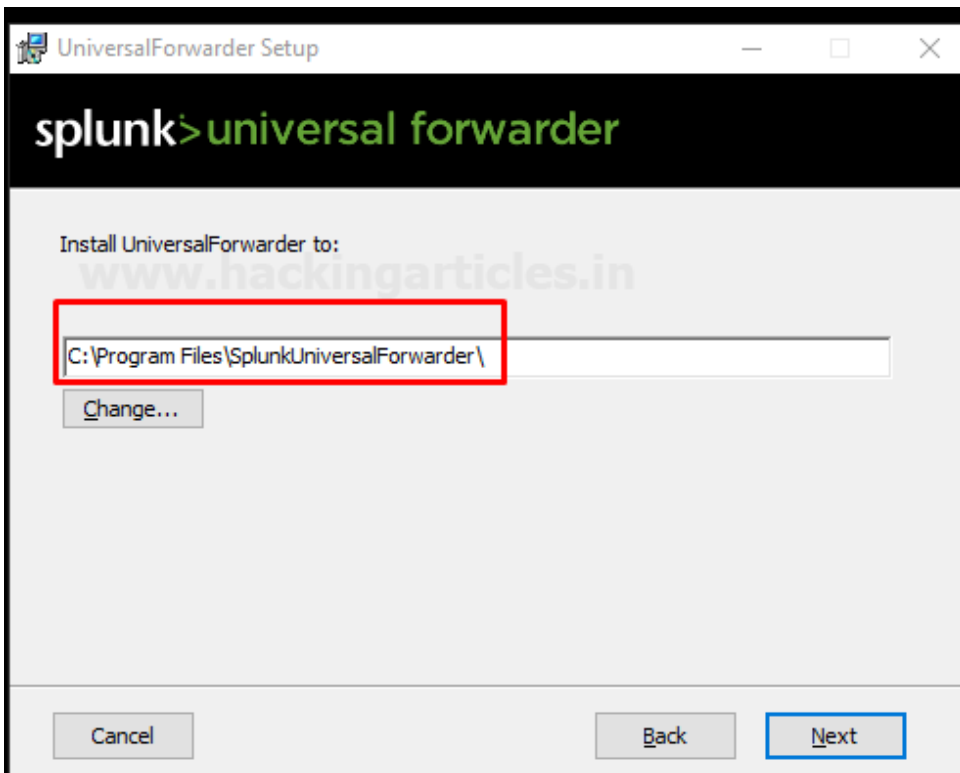 UniversalForwarder Setup
splunk>universal forwarder
Install UniversalForwarder to:
www.hackingarticles.in
C:\Program Files\SplunkUniversalForwarder\
Change...
Cancel
Back
Next